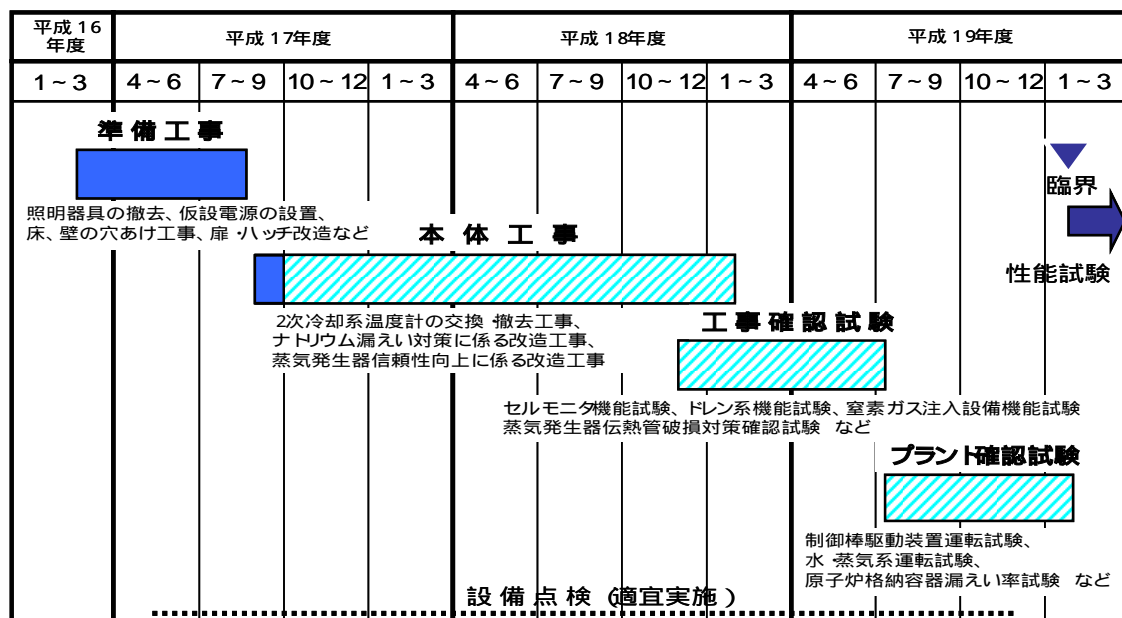 平成16
年度
平成17年度
平成18年度
平成19年度
1~3
4~6
7~9
10~12
1~3
4~6
7~9
10~12
1~3
4~6
7~9
10~12
1~3
準備工事
照明器具の撤去、仮設電源の設置、
床、壁の穴あけ工事、扉・ハッチ改造など
本体工事
2次冷却系温度計の交換・撤去工事、
ナトリウム漏えい対策に係る改造工事、
蒸気発生器信頼性向上に係る改造工事
臨界
性能試験
工事確認試験
セルモニタ機能試験、ドレン系機能試験、窒素ガス注入設備機能試験
蒸気発生器伝熱管破損対策確認試験 など
プラント確認試験
制御棒駆動装置運転試験、
水・蒸気系運転試験、
原子炉格納容器漏えい率試験 など
設備点検(適宜実施)